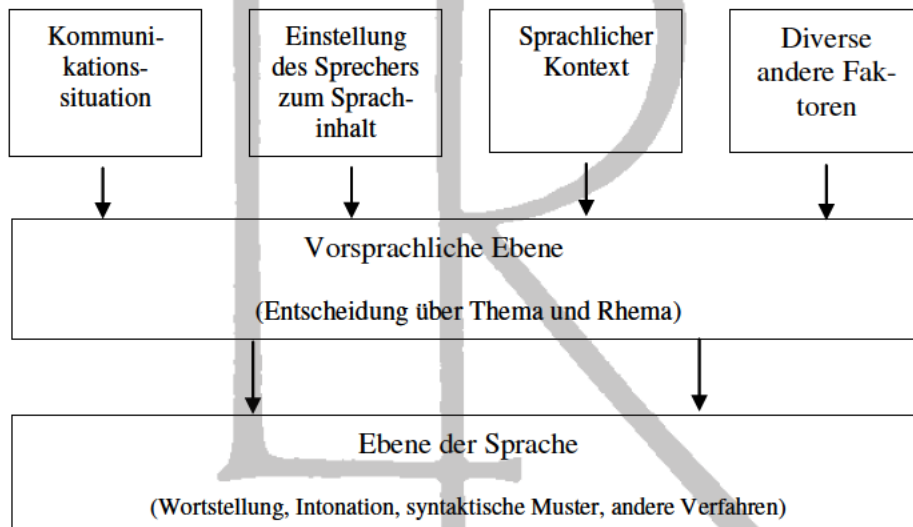 Kommuni-
kations-
situation
Einstellung
des Sprechers
zum Sprach-
inhalt
Sprachlicher
Kontext
Diverse
andere Fak-
toren
Vorsprachliche Ebene
(Entscheidung über Thema und Rhema)
Ebene der Sprache
(Wortstellung, Intonation, syntaktische Muster, andere Verfahren)